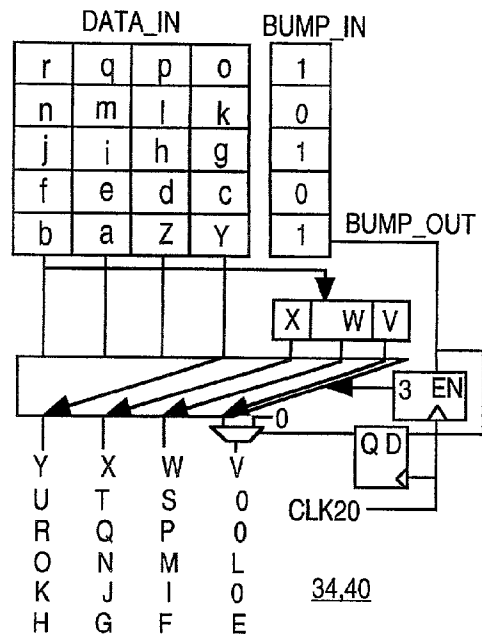 DATA_IN BUMP_IN
r q p o 1
n m l k 0
j i h g 1
f e d c 0
b a Z Y 1
BUMP_OUT
X W V
3 EN
0
Q D
CLK20
Y X W V
U T S 0
R Q P 0
O N M L
K J I 0
H G F E
34,40